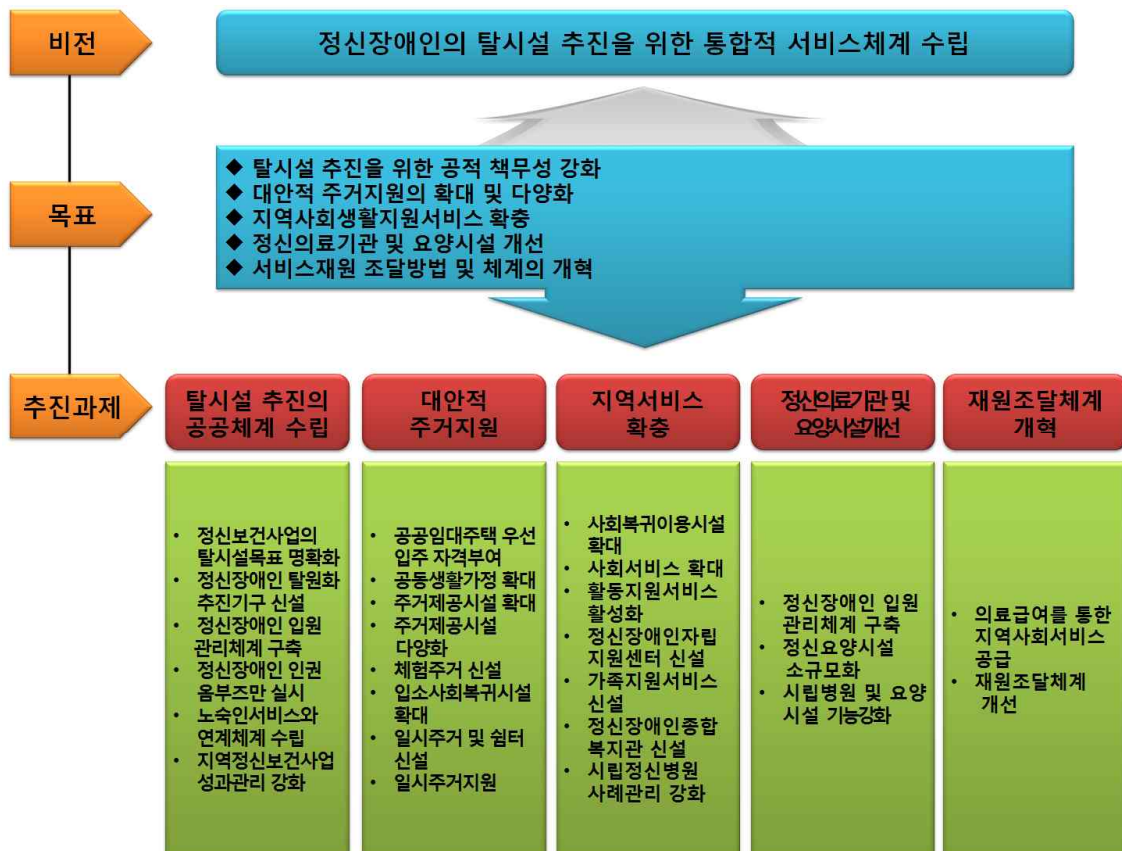 비전
정신장애인의 탈시설 추진을 위한 통합적 서비스체계 수립
목표
◆ 탈시설 추진을 위한 공적 책무성 강화
◆ 대안적 주거지원의 확대 및 다양화
◆ 지역사회생활지원서비스 확충
◆ 정신의료기관 및 요양시설 개선
◆ 서비스재원 조달방법 및 체계의 개혁
추진과제
탈시설 추진의
공공체계 수립
• 정신보건사업의
탈시설목표 명확화
• 정신장애인 탈원화
추진기구 신설
• 정신장애인 입원
관리체계 구축
• 정신장애인 인권
옴부즈만 실시
• 노숙인서비스와
연계체계 수립
• 지역정신보건사업
성과관리 강화
대안적
주거지원
• 공공임대주택 우선
입주 자격부여
• 공동생활가정 확대
• 주거제공시설 확대
• 주거제공시설
다양화
• 체험주거 신설
• 입소사회복귀시설
확대
• 일시주거 및 쉼터
신설
• 일시주거지원
지역서비스
확충
• 사회복귀이용시설
확대
• 사회서비스 확대
• 활동지원서비스
활성화
• 정신장애인자립
지원센터 신설
• 가족지원서비스
신설
• 정신장애인종합
복지관 신설
• 시립정신병원
사례관리 강화
정신의료기관 및
요양시설개선
• 정신장애인 입원
관리체계 구축
• 정신요양시설
소규모화
• 시립병원 및 요양
시설 기능강화
재원조달체계
개혁
• 의료급여를 통한
지역사회서비스
공급
• 재원조달체계
개선